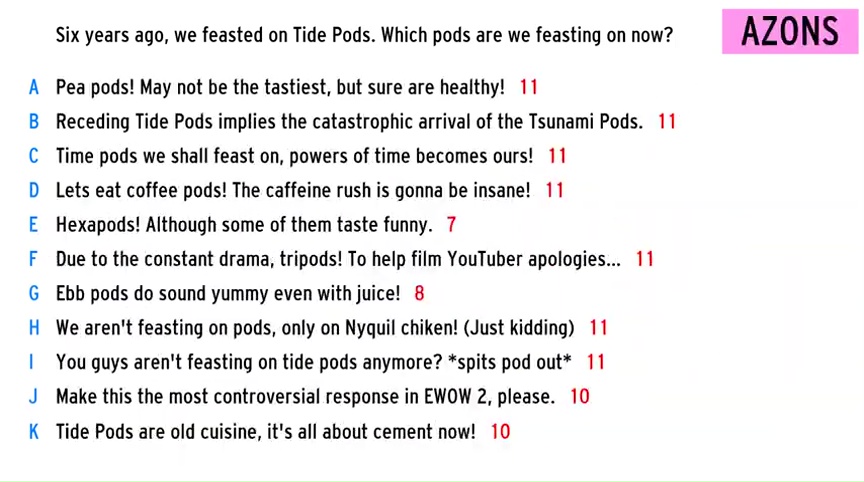 Six years ago, we feasted on Tide Pods. Which pods are we feasting on now?
AZONS
A Pea pods! May not be the tastiest, but sure are healthy! 11
B Receding Tide Pods implies the catastrophic arrival of the Tsunami Pods. 11
C Time pods we shall feast on, powers of time becomes ours! 11
D Lets eat coffee pods! The caffeine rush is gonna be insane! 11
E Hexapods! Although some of them taste funny. 7
F Due to the constant drama, tripods! To help film YouTuber apologies... 11
G Ebb pods do sound yummy even with juice! 8
H We aren't feasting on pods, only on Nyquil chiken! (Just kidding) 11
I You guys aren't feasting on tide pods anymore? *spits pod out* 11
J Make this the most controversial response in EWOW 2, please. 10
K Tide Pods are old cuisine, it's all about cement now! 10